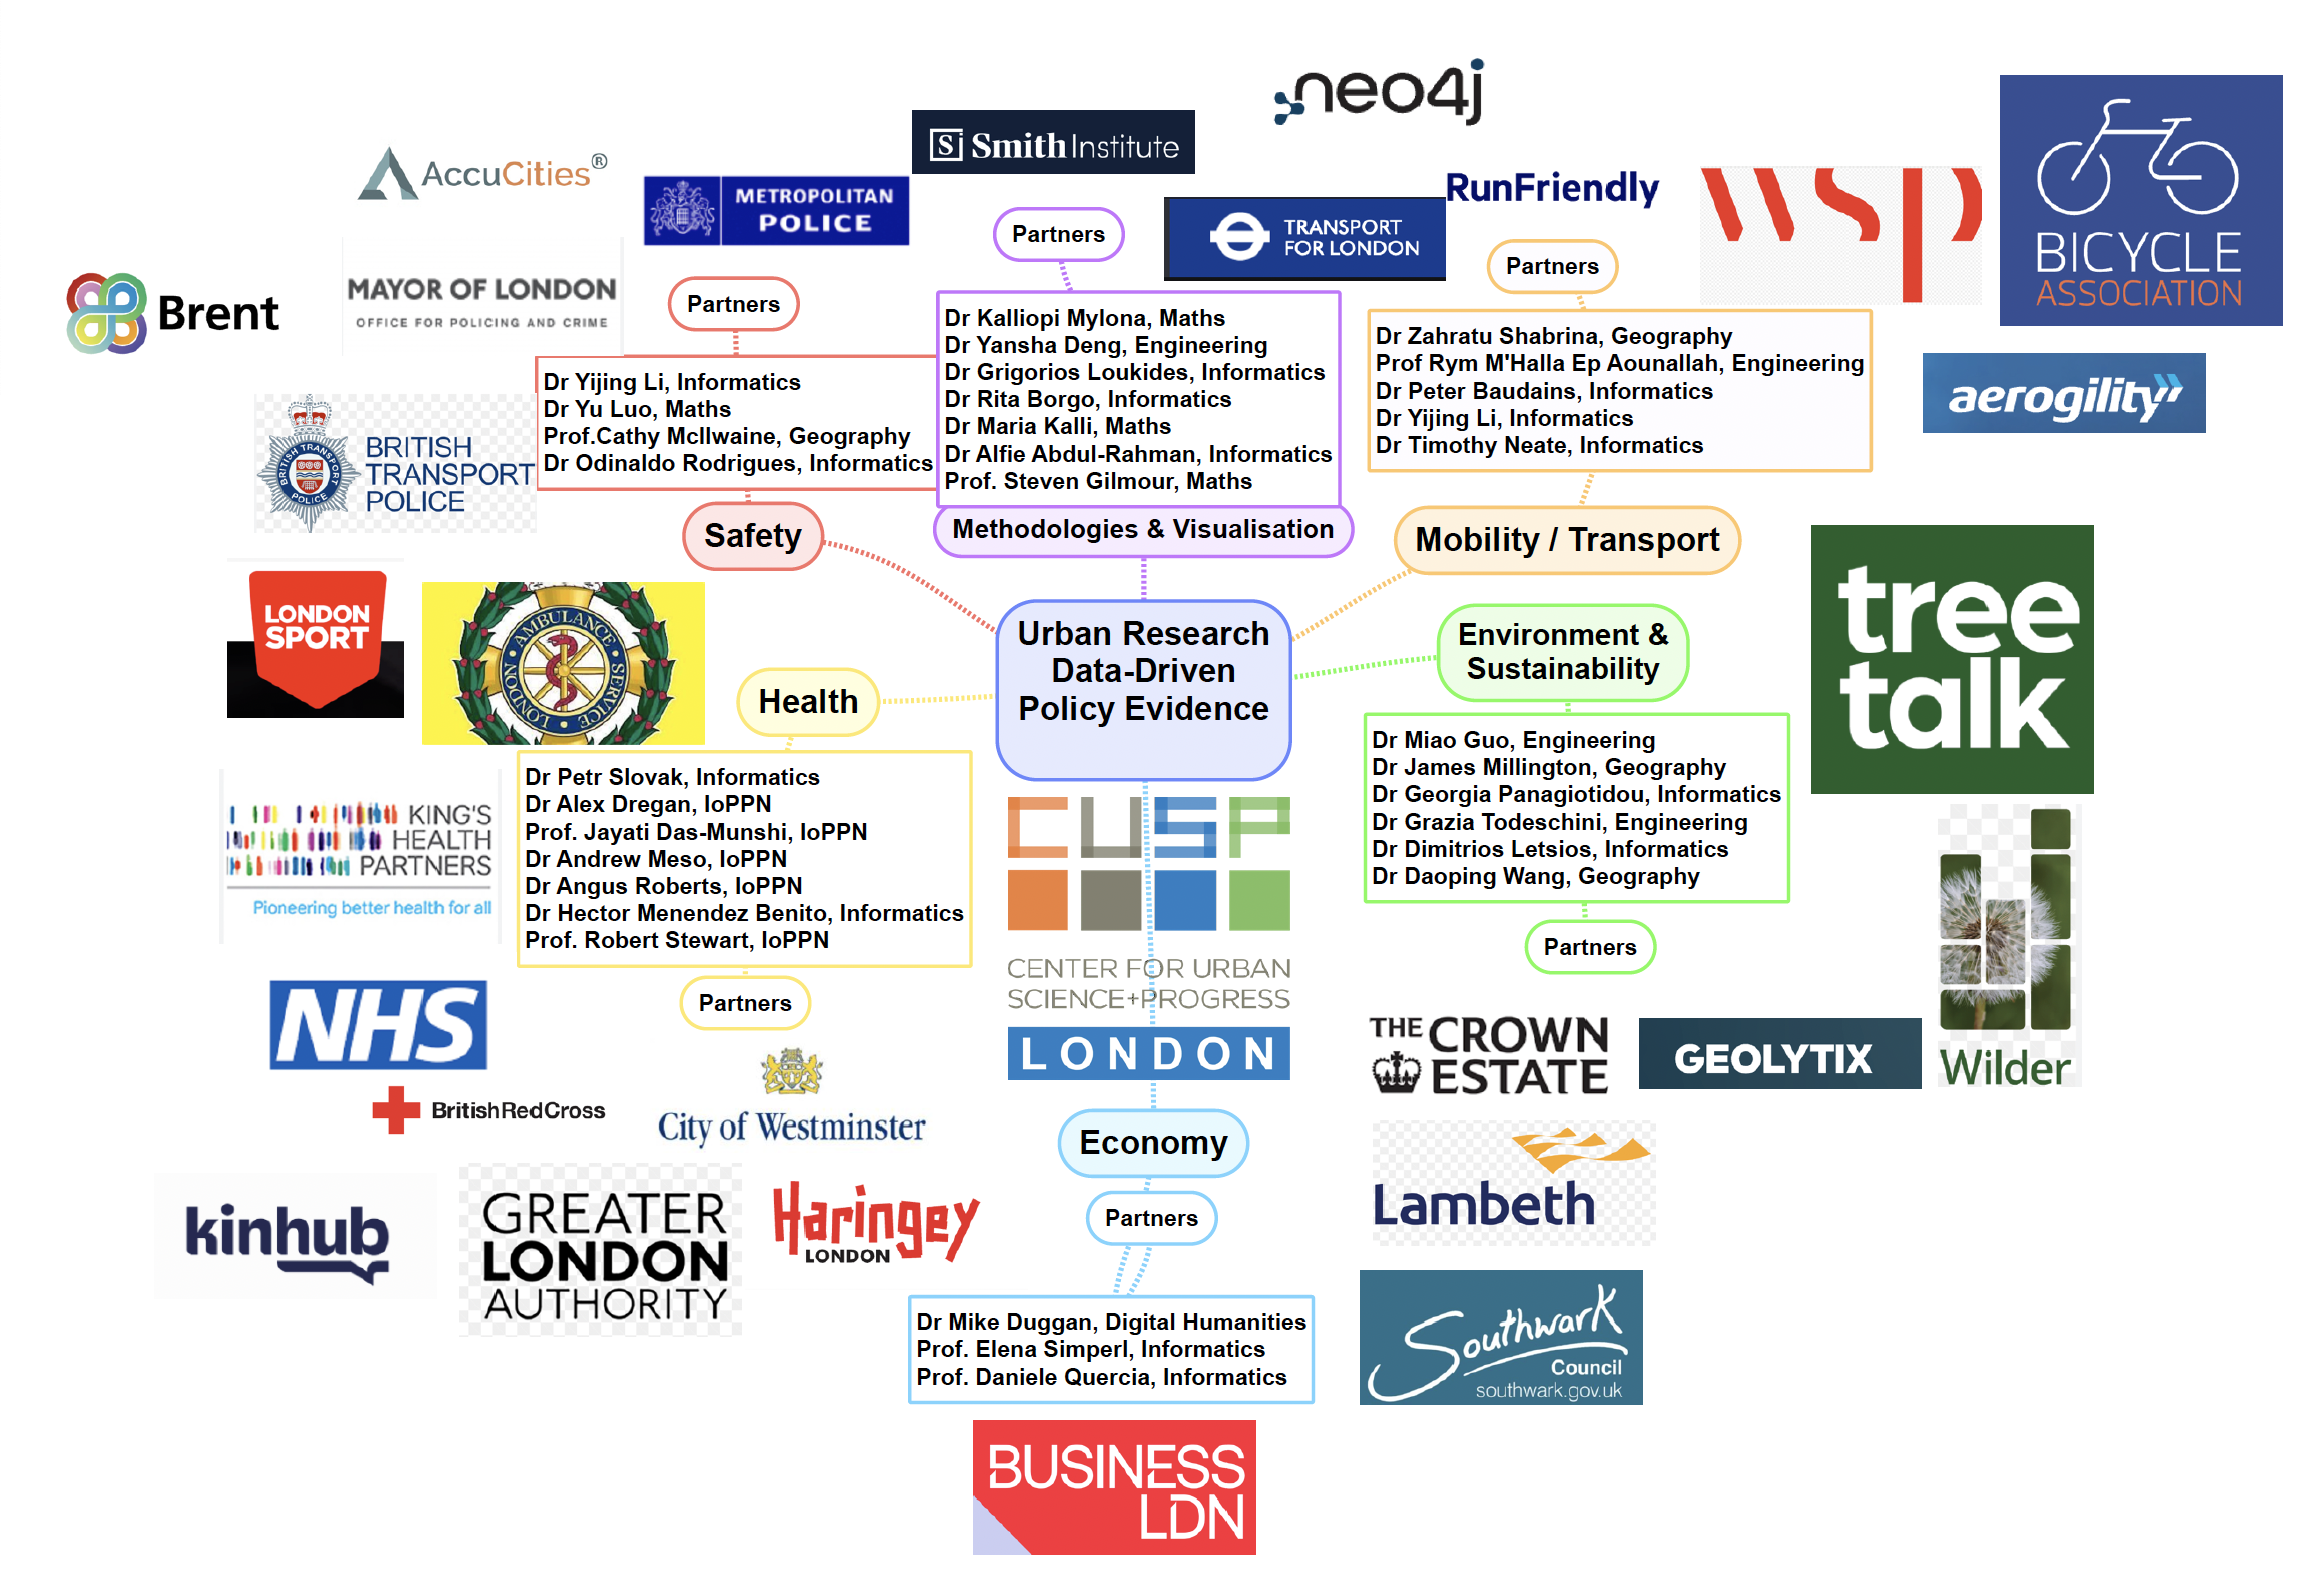 neo4j
Si Smith Institute
AccuCities®
METROPOLITAN
POLICE
RunFriendly
wsp
BICYCLE
ASSOCIATION
Partners
TRANSPORT
FOR LONDON
Partners
MAYOR OF LONDON
OFFICE FOR POLICING AND CRIME
Brent
Partners
Dr Kalliopi Mylona, Maths
Dr Yansha Deng, Engineering
Dr Grigorios Loukides, Informatics
Dr Rita Borgo, Informatics
Dr Maria Kalli, Maths
Dr Alfie Abdul-Rahman, Informatics
Prof. Steven Gilmour, Maths
Dr Zahratu Shabrina, Geography
Prof Rym M'Halla Ep Aounallah, Engineering
Dr Peter Baudains, Informatics
Dr Yijing Li, Informatics
Dr Timothy Neate, Informatics
aerogility
Dr Yijing Li, Informatics
Dr Yu Luo, Maths
Prof.Cathy McIlwaine, Geography
Dr Odinaldo Rodrigues, Informatics
BRITISH TRANSPORT
POLICE
BRITISH
TRANSPORT
POLICE
Safety
Methodologies & Visualisation
Mobility / Transport
LONDON
SPORT
LONDON AMBULANCE SERVICE
Health
Urban Research
Data-Driven
Policy Evidence
Environment &
Sustainability
tree
talk
Dr Petr Slovak, Informatics
Dr Alex Dregan, IoPPN
Prof. Jayati Das-Munshi, IoPPN
Dr Andrew Meso, IoPPN
Dr Angus Roberts, IoPPN
Dr Hector Menendez Benito, Informatics
Prof. Robert Stewart, IoPPN
Dr Miao Guo, Engineering
Dr James Millington, Geography
Dr Georgia Panagiotidou, Informatics
Dr Grazia Todeschini, Engineering
Dr Dimitrios Letsios, Informatics
Dr Daoping Wang, Geography
KING'S
HEALTH
PARTNERS
Pioneering better health for all
CUSP
CENTER FOR URBAN
SCIENCE+PROGRESS
LONDON
Partners
Partners
NHS
BritishRedCross
City of Westminster
THE CROWN
ESTATE
GEOLYTIX
Wilder
Economy
Partners
kinhub
GREATER
LONDON
AUTHORITY
Haringey
LONDON
Lambeth
Southwark
Council
southwark.gov.uk
Dr Mike Duggan, Digital Humanities
Prof. Elena Simperl, Informatics
Prof. Daniele Quercia, Informatics
BUSINESS
LDN